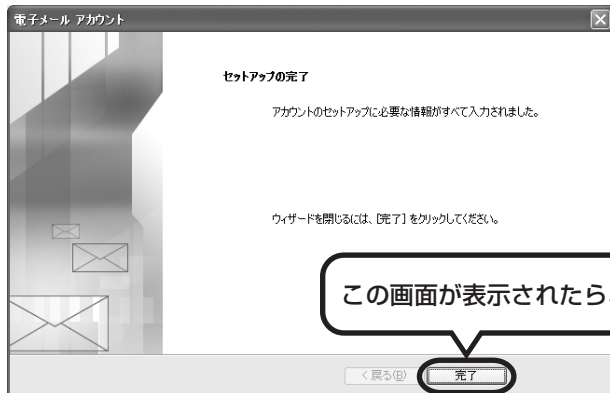 電子メール アカウント
セットアップの完了
アカウントのセットアップに必要な情報がすべて入力されました。
ウィザードを閉じるには、[完了] をクリックしてください。
この画面が表示されたら、
< 戻る(B)
完了